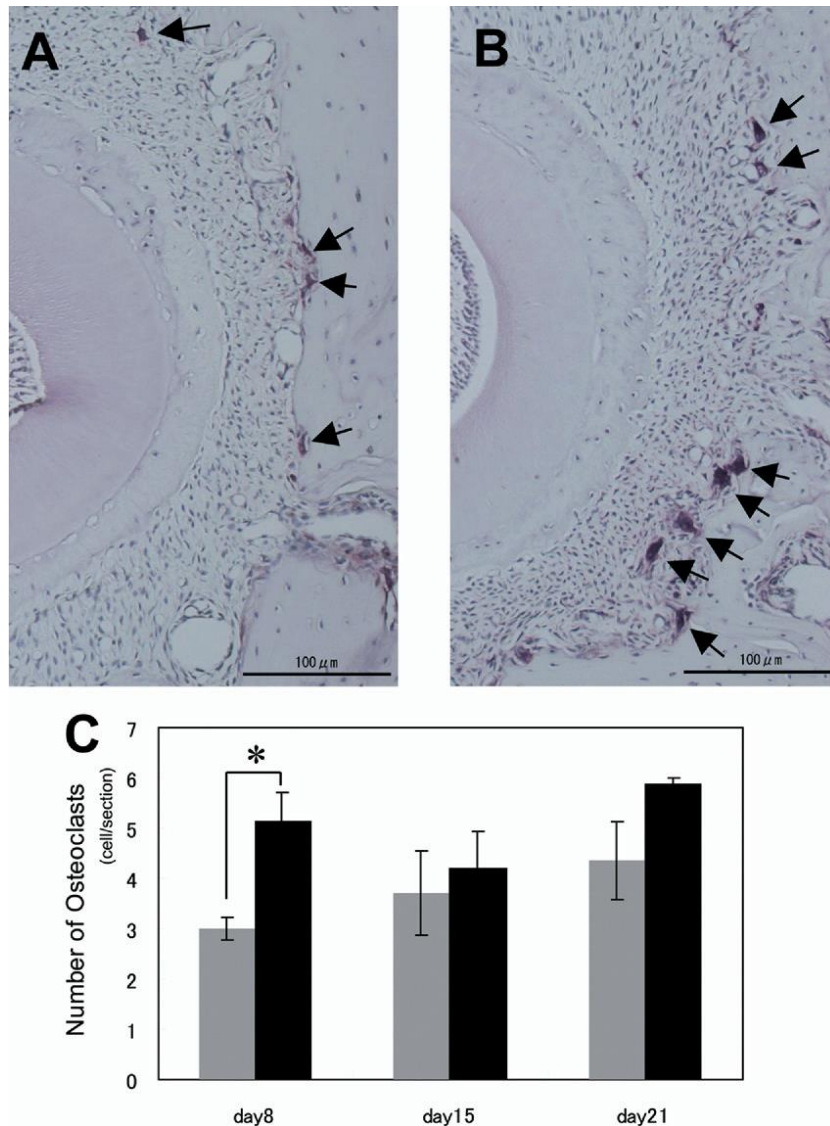 A
B
100 μm
100 μm
C
*
Number of Osteoclasts
(cell/section)
7
6
5
4
3
2
1
0
day8
day15
day21